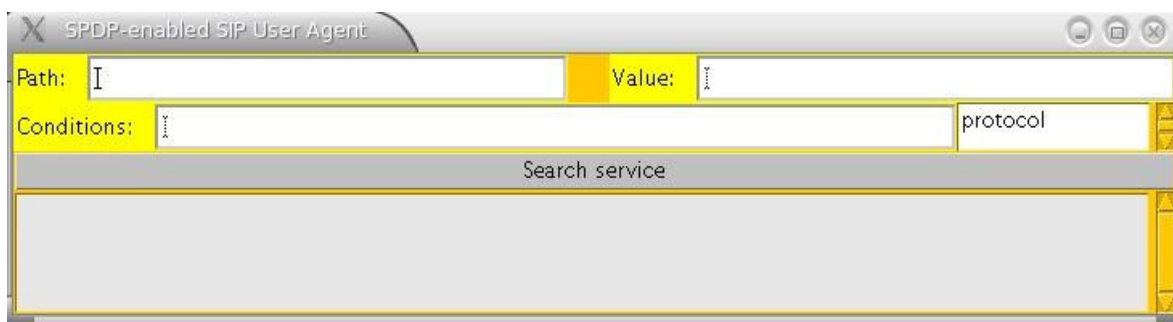 SPDP-enabled SIP User Agent
Path: Value:
Conditions: protocol
Search service